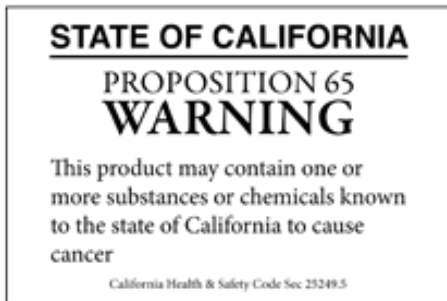 STATE OF CALIFORNIA
PROPOSITION 65
WARNING
This product may contain one or
more substances or chemicals known
to the state of California to cause
cancer
California Health & Safety Code Sec 25249.5